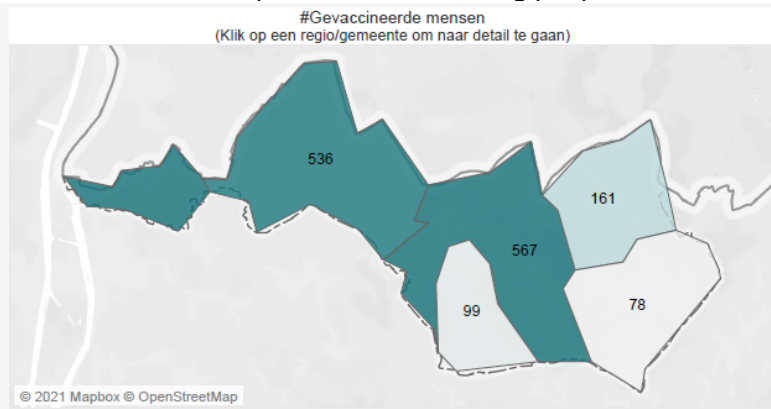 #Gevaccineerde mensen
(Klik op een regio/gemeente om naar detail te gaan)
536
161
567
99
78
© 2021 Mapbox © OpenStreetMap